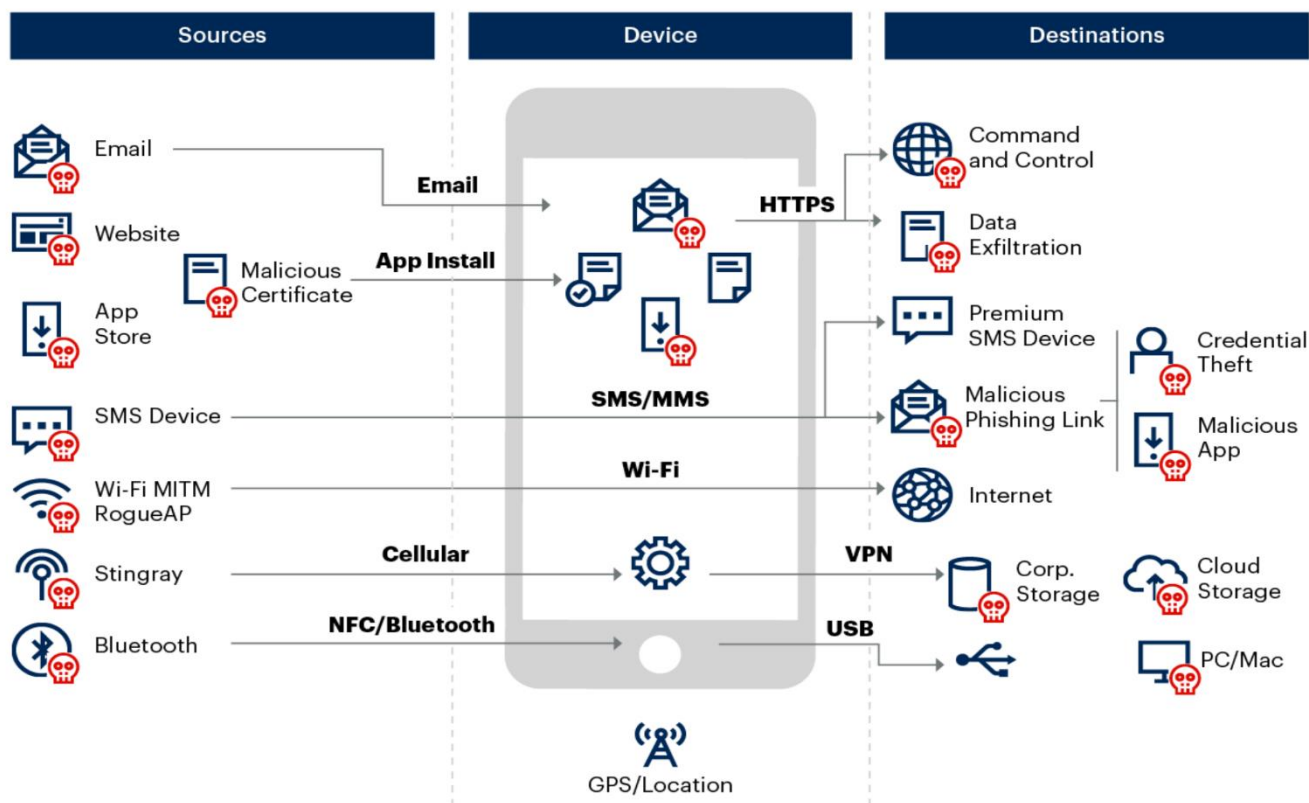 Sources
Device
Destinations
Email
Website
Malicious
Certificate
App
Store
SMS Device
Wi-Fi MITM
RogueAP
Stingray
Bluetooth
Email
App Install
SMS/MMS
Wi-Fi
Cellular
NFC/Bluetooth
HTTPS
VPN
USB
GPS/Location
Command
and Control
Data
Exfiltration
Premium
SMS Device
Malicious
Phishing Link
Credential
Theft
Malicious
App
Internet
Corp.
Storage
Cloud
Storage
PC/Mac